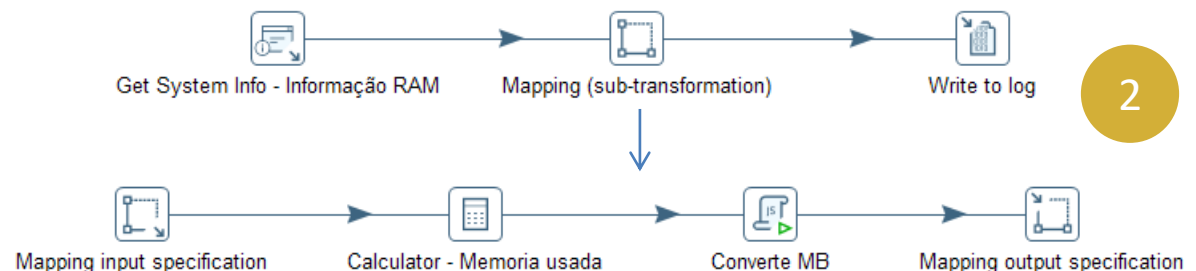 Get System Info - Informação RAM
Mapping (sub-transformation)
Write to log
2
Mapping input specification
Calculator - Memoria usada
JS
Converte MB
Mapping output specification